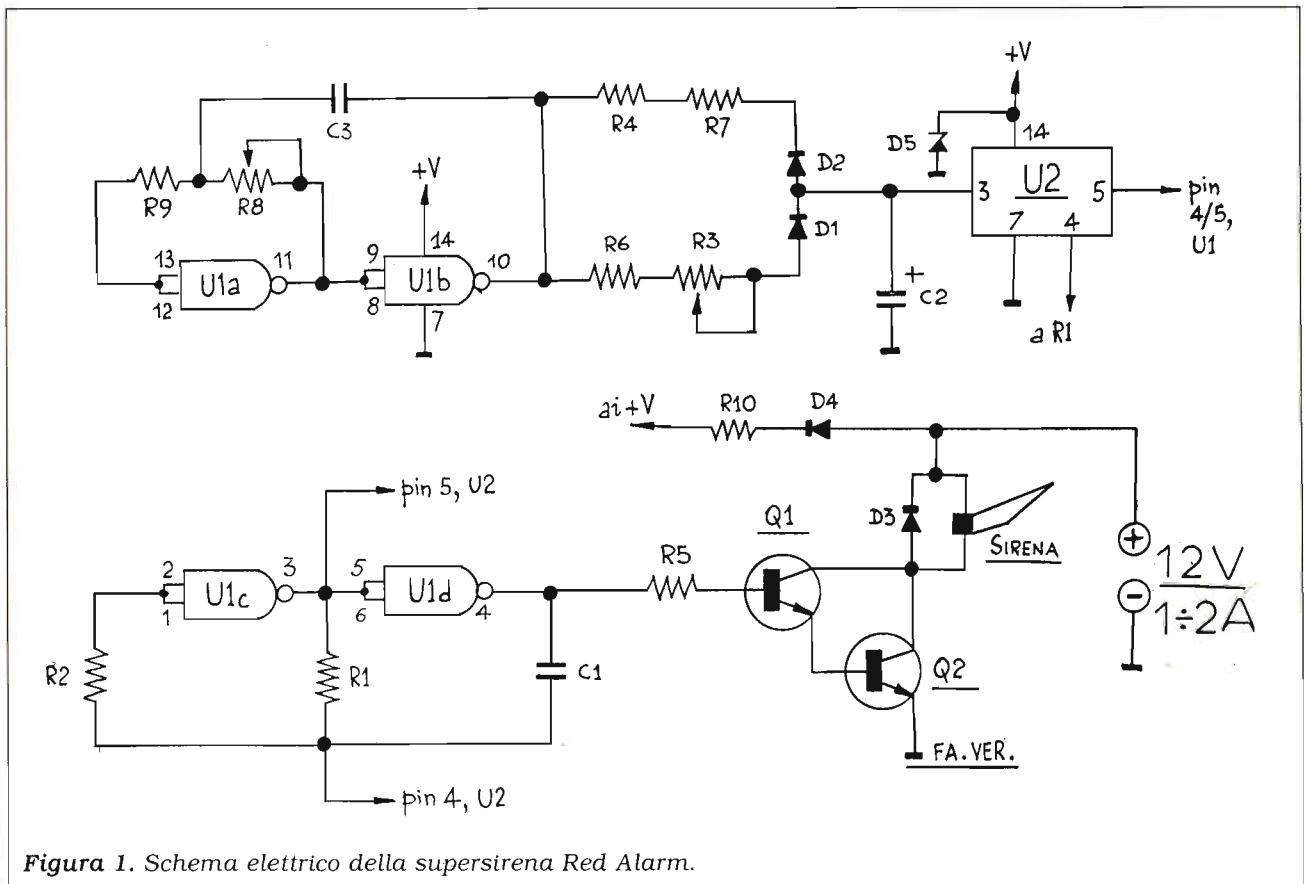 +V
C3
R4
R7
D5
14
D2
+V
R9
R8
3
U2
5
pin
4/5,
U1
7
4
D1
R6
R3
13
12
U1a
11
9
8
14
U1b
10
7
+
C2
a R1
ai +V
R10
D4
pin 5, U2
Q1
D3
SIRENA
+
12V
-
1÷2A
2
1
U1c
3
5
6
U1d
4
R5
R2
R1
C1
Q2
FA.VER.
pin 4, U2
Figura 1. Schema elettrico della supersirena Red Alarm.